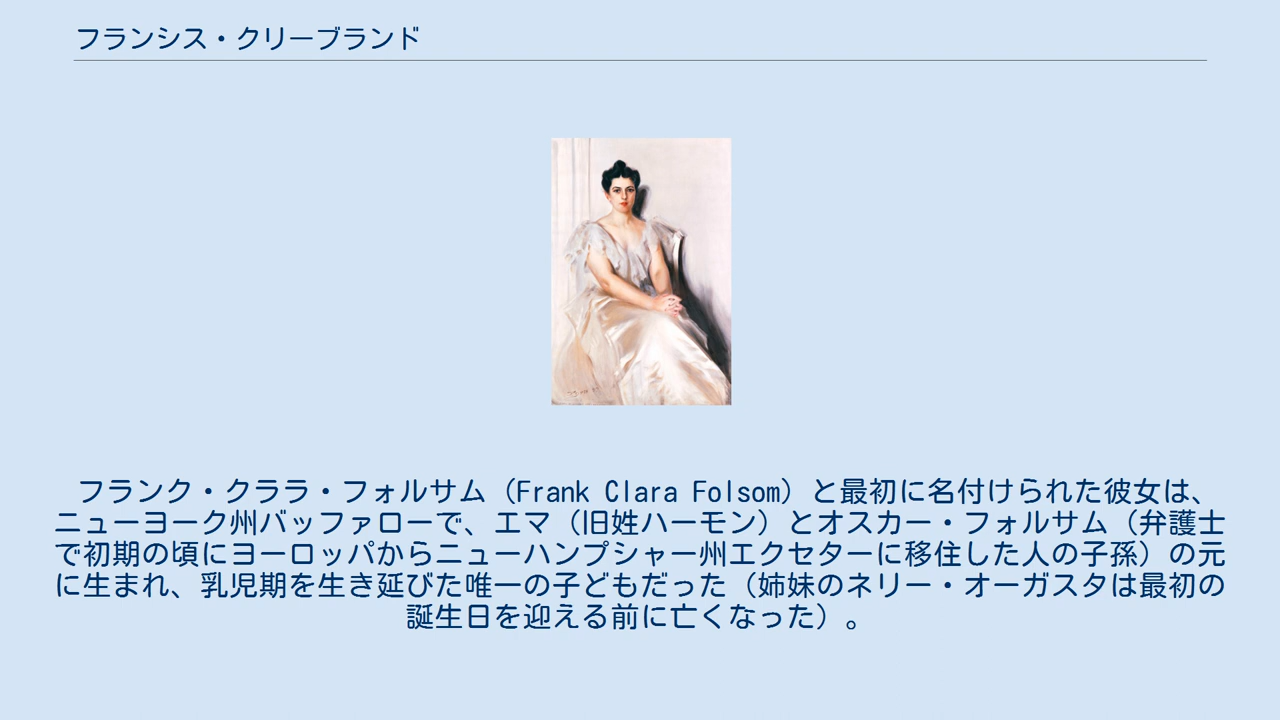 フランシス・クリーブランド
フランク・クララ・フォルサム（Frank Clara Folsom）と最初に名付けられた彼女は、
ニューヨーク州バッファローで、エマ（旧姓ハーモン）とオスカー・フォルサム（弁護士
で初期の頃にヨーロッパからニューハンプシャー州エクセターに移住した人の子孫）の元
に生まれ、乳児期を生き延びた唯一の子どもだった（姉妹のネリー・オーガスタは最初の
誕生日を迎える前に亡くなった）。